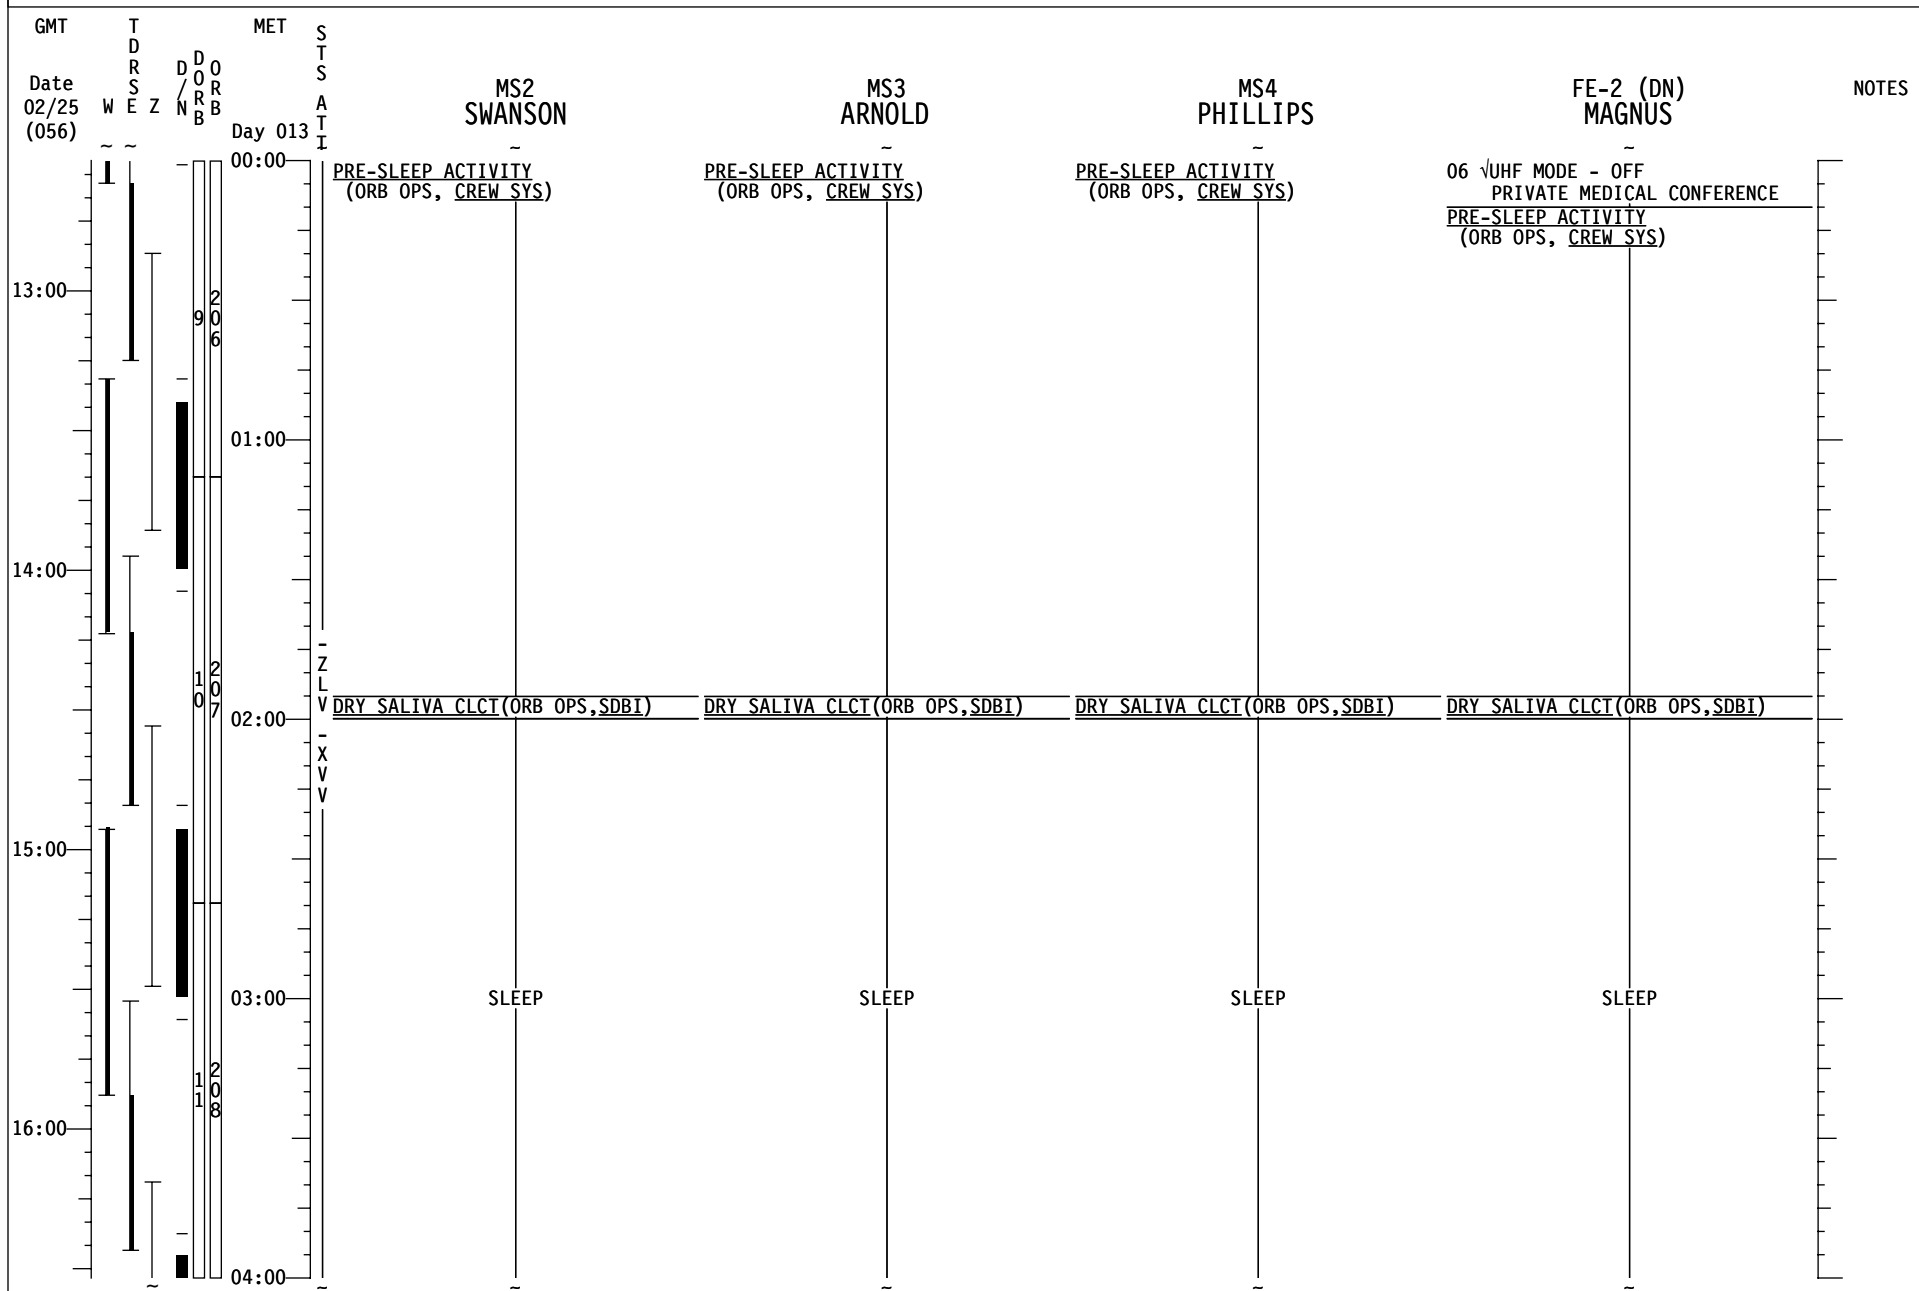 GMT
TDRS
MET
STS ATT
Date
02/25
(056)
W E Z
D/N
DORB
ORB
Day 013
MS2
SWANSON
MS3
ARNOLD
MS4
PHILLIPS
FE-2 (DN)
MAGNUS
NOTES
~ ~ ~ ~ ~ ~
00:00
PRE-SLEEP ACTIVITY
(ORB OPS, CREW SYS)
PRE-SLEEP ACTIVITY
(ORB OPS, CREW SYS)
PRE-SLEEP ACTIVITY
(ORB OPS, CREW SYS)
06 √UHF MODE - OFF
PRIVATE MEDICAL CONFERENCE
PRE-SLEEP ACTIVITY
(ORB OPS, CREW SYS)
13:00
9
206
01:00
14:00
10
207
-ZLV -XVV
02:00
DRY SALIVA CLCT(ORB OPS,SDBI)
DRY SALIVA CLCT(ORB OPS,SDBI)
DRY SALIVA CLCT(ORB OPS,SDBI)
DRY SALIVA CLCT(ORB OPS,SDBI)
15:00
03:00
SLEEP
SLEEP
SLEEP
SLEEP
11
208
16:00
04:00
~ ~ ~ ~ ~ ~